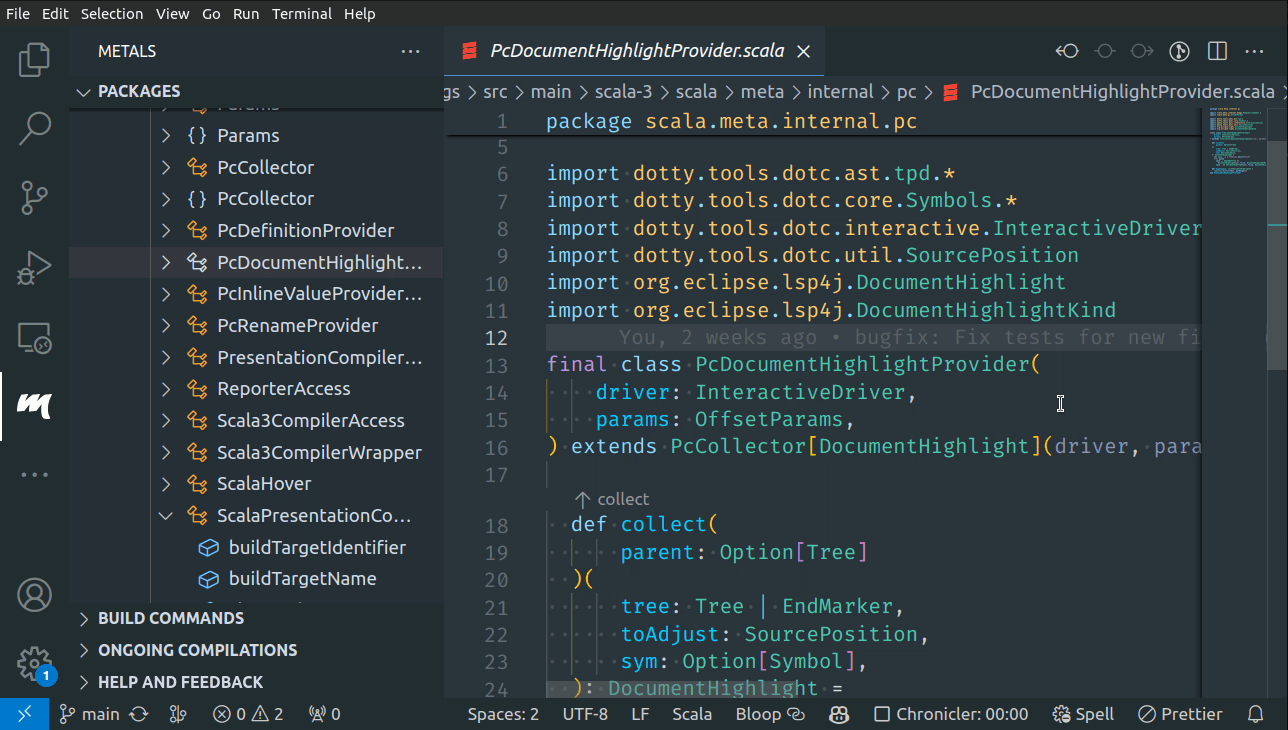 File Edit Selection View Go Run Terminal Help
METALS
PACKAGES
Params
{} Params
PcCollector
{} PcCollector
PcDefinitionProvider
PcDocumentHighlight...
PcInlineValueProvider...
PcRenameProvider
PresentationCompiler...
ReporterAccess
Scala3CompilerAccess
Scala3CompilerWrapper
ScalaHover
ScalaPresentationCo...
buildTargetIdentifier
buildTargetName
BUILD COMMANDS
ONGOING COMPILATIONS
HELP AND FEEDBACK
1
PcDocumentHighlightProvider.scala
gs > src > main > scala-3 > scala > meta > internal > pc > PcDocumentHighlightProvider.scala >
1 package scala.meta.internal.pc
5
6 import dotty.tools.dotc.ast.tpd.*
7 import dotty.tools.dotc.core.Symbols.*
8 import dotty.tools.dotc.interactive.InteractiveDriver
9 import dotty.tools.dotc.util.SourcePosition
10 import org.eclipse.lsp4j.DocumentHighlight
11 import org.eclipse.lsp4j.DocumentHighlightKind
12 You, 2 weeks ago • bugfix: Fix tests for new fi
13 final class PcDocumentHighlightProvider(
14 driver: InteractiveDriver,
15 params: OffsetParams,
16 ) extends PcCollector[DocumentHighlight](driver, para
17
↑ collect
18 def collect(
19 parent: Option[Tree]
20 )(
21 tree: Tree | EndMarker,
22 toAdjust: SourcePosition,
23 sym: Option[Symbol],
24 ): DocumentHighlight =
main 0 2 0 Spaces: 2 UTF-8 LF Scala Bloop Chronicler: 00:00 Spell Prettier